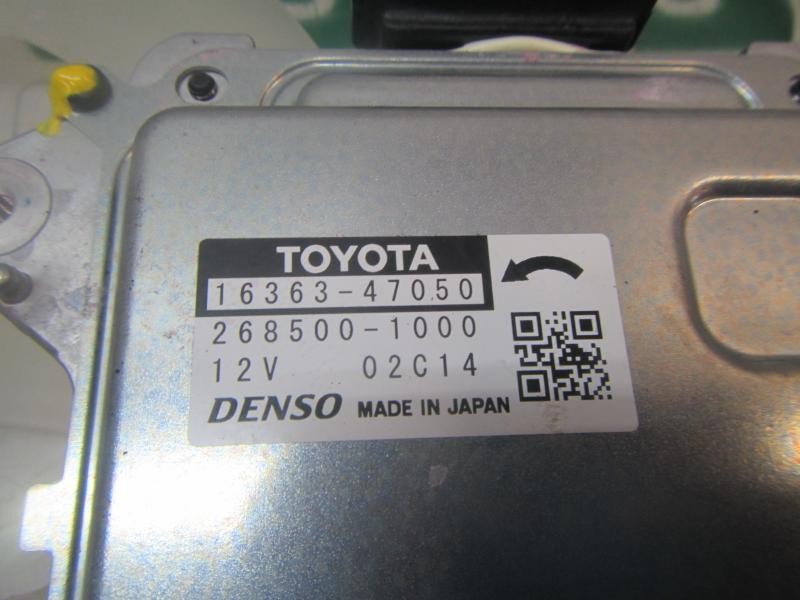 TOYOTA
16363-47050
268500-1000
12V 02C14
DENSO MADE IN JAPAN